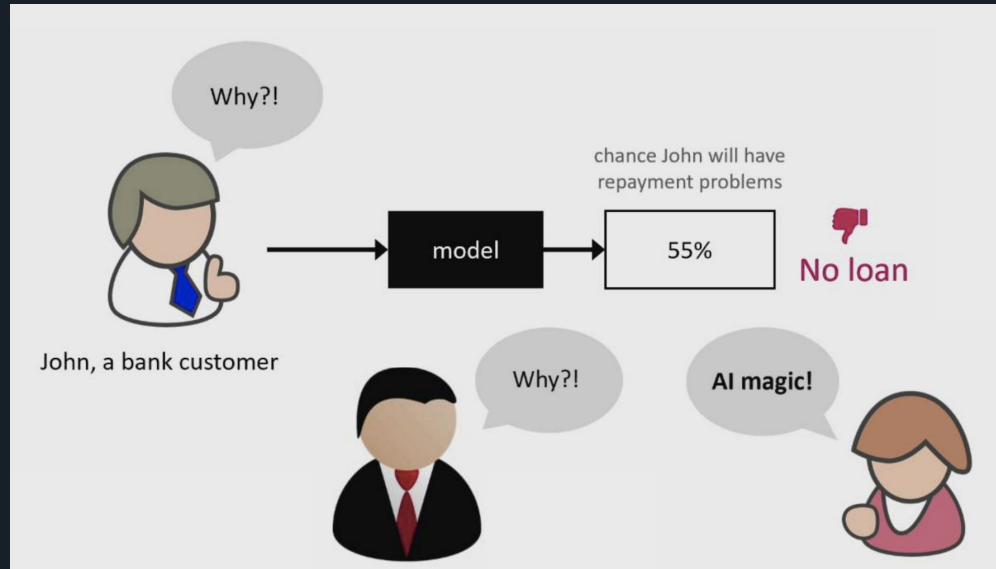 Why?!
chance John will have
repayment problems
model
55%
No loan
John, a bank customer
Why?!
AI magic!